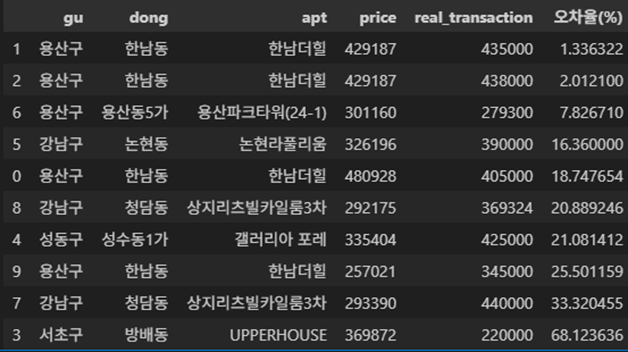 gu dong apt price real_transaction 오차율(%)
1 용산구 한남동 한남더힐 429187 435000 1.336322
2 용산구 한남동 한남더힐 429187 438000 2.012100
6 용산구 용산동5가 용산파크타워(24-1) 301160 279300 7.826710
5 강남구 논현동 논현라폴리움 326196 390000 16.360000
0 용산구 한남동 한남더힐 480928 405000 18.747654
8 강남구 청담동 상지리츠빌카일룸3차 292175 369324 20.889246
4 성동구 성수동1가 갤러리아 포레 335404 425000 21.081412
9 용산구 한남동 한남더힐 257021 345000 25.501159
7 강남구 청담동 상지리츠빌카일룸3차 293390 440000 33.320455
3 서초구 방배동 UPPERHOUSE 369872 220000 68.123636